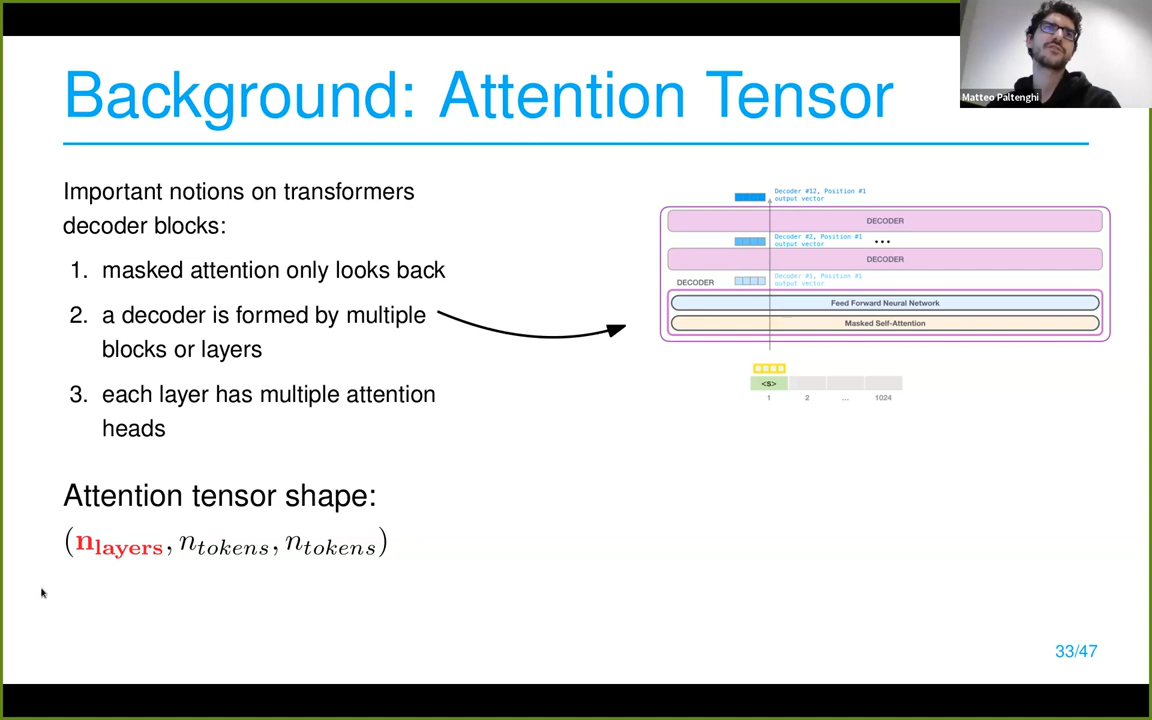 Background: Attention Tensor
Matteo Paltenghi
Important notions on transformers
decoder blocks:
1. masked attention only looks back
2. a decoder is formed by multiple
blocks or layers
3. each layer has multiple attention
heads
Attention tensor shape:
(n_layers, n_tokens, n_tokens)
Decoder #12, Position #1
output vector
DECODER
Decoder #2, Position #1
output vector
...
DECODER
Decoder #1, Position #1
output vector
DECODER
Feed Forward Neural Network
Masked Self-Attention
<S>
1 2 ... 1024
33/47